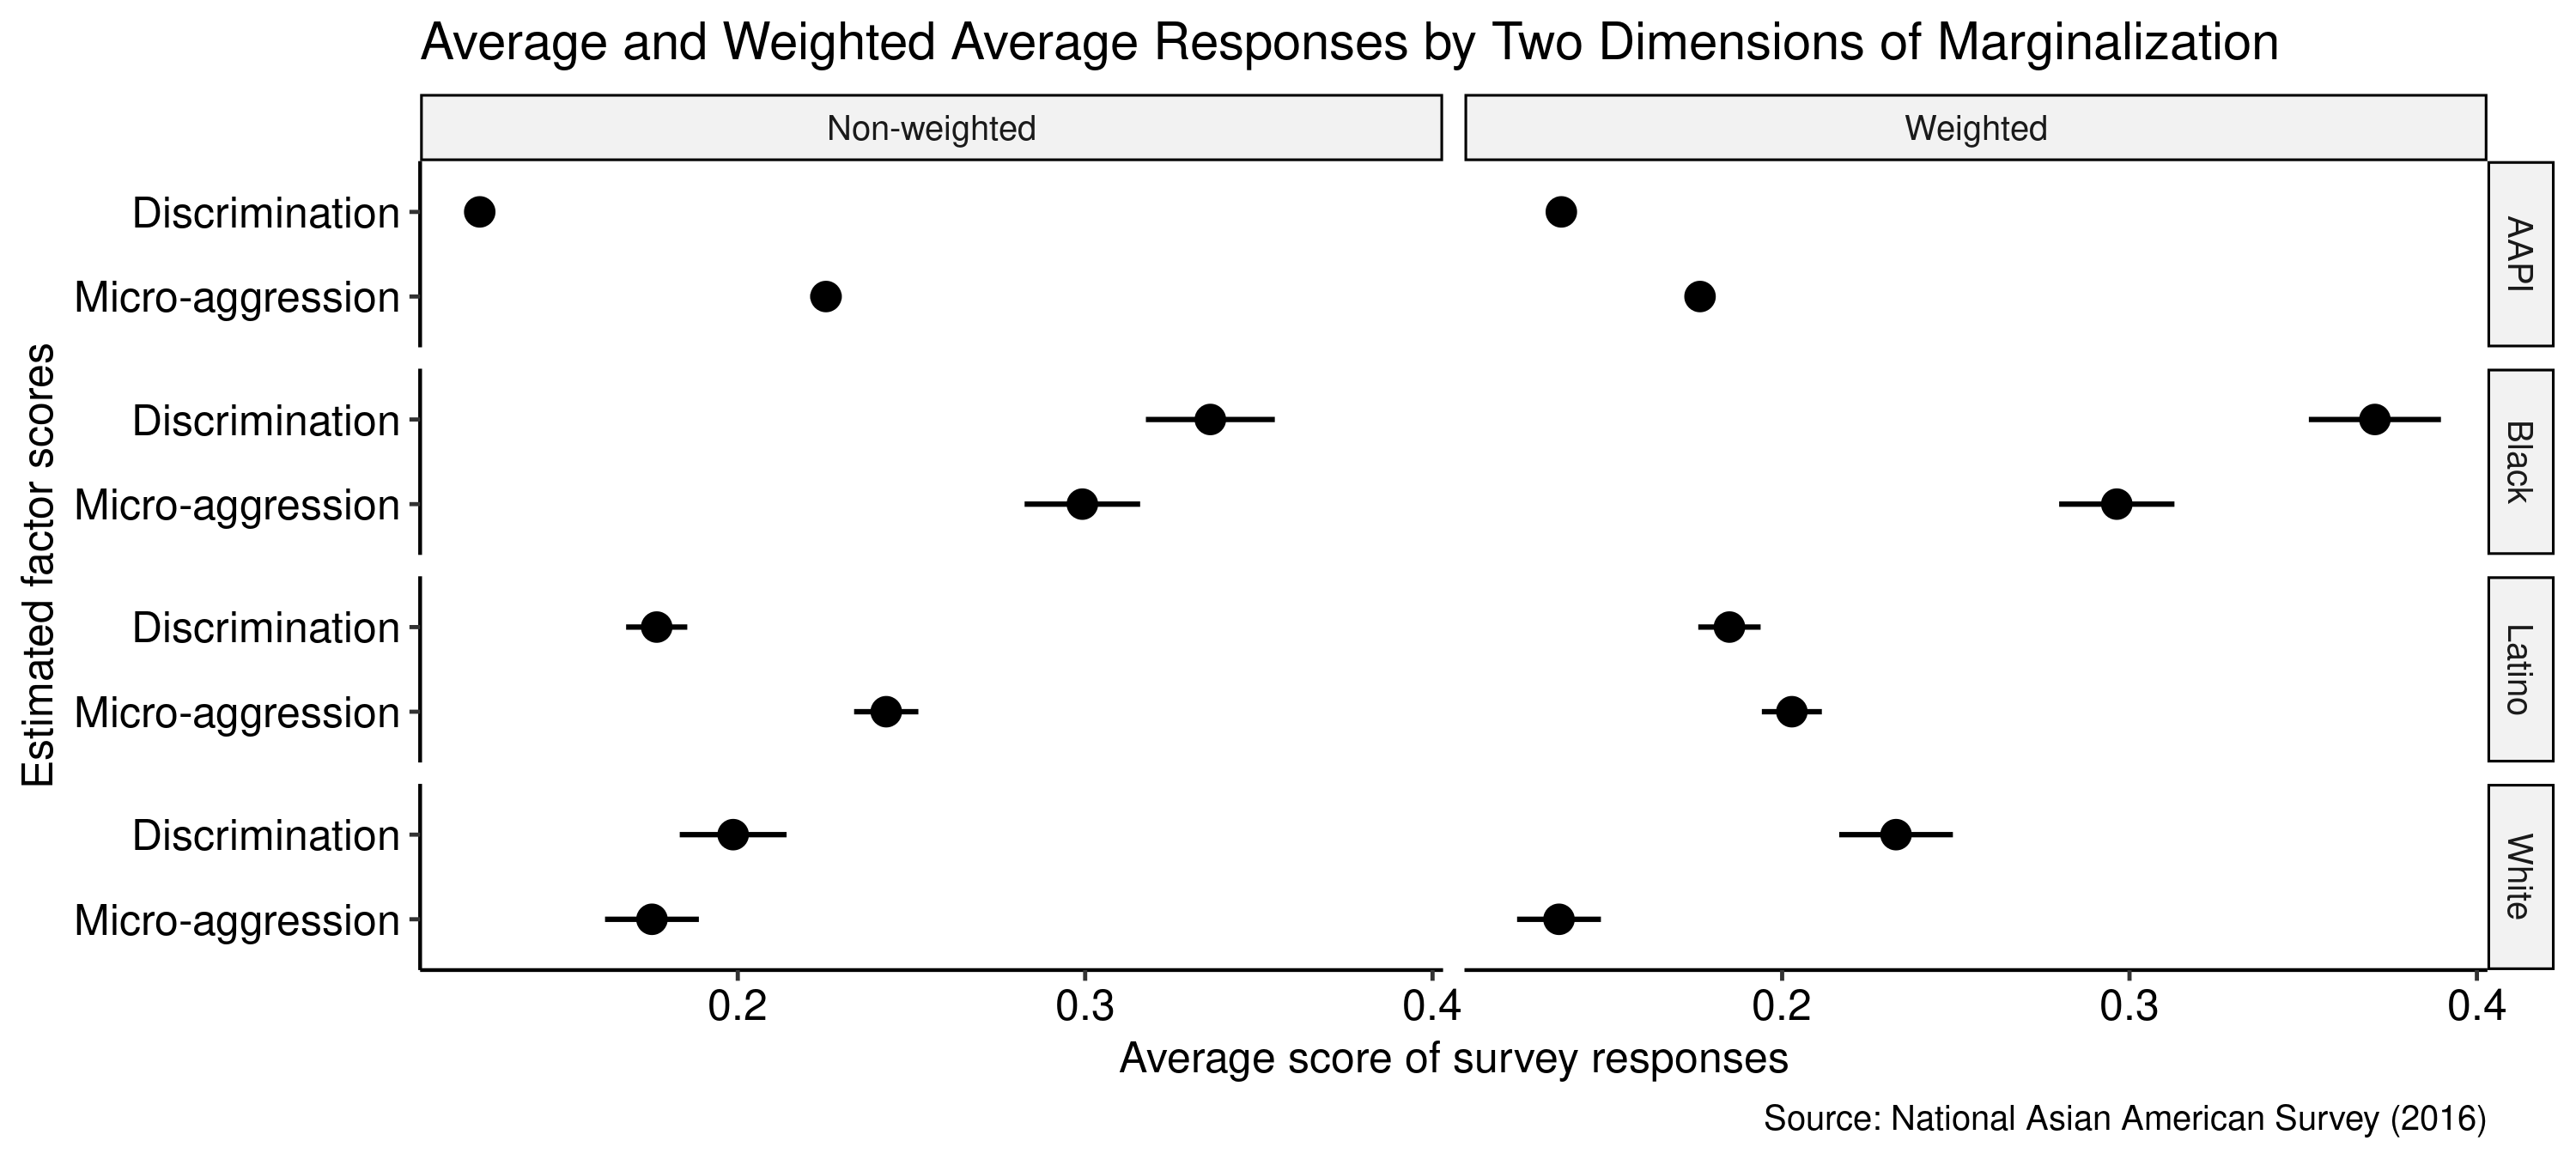 Average and Weighted Average Responses by Two Dimensions of Marginalization
Non-weighted
Weighted
Estimated factor scores
Discrimination
Micro-aggression
AAPI
Discrimination
Micro-aggression
Black
Discrimination
Micro-aggression
Latino
Discrimination
Micro-aggression
White
0.2 0.3 0.4 0.2 0.3 0.4
Average score of survey responses
Source: National Asian American Survey (2016)